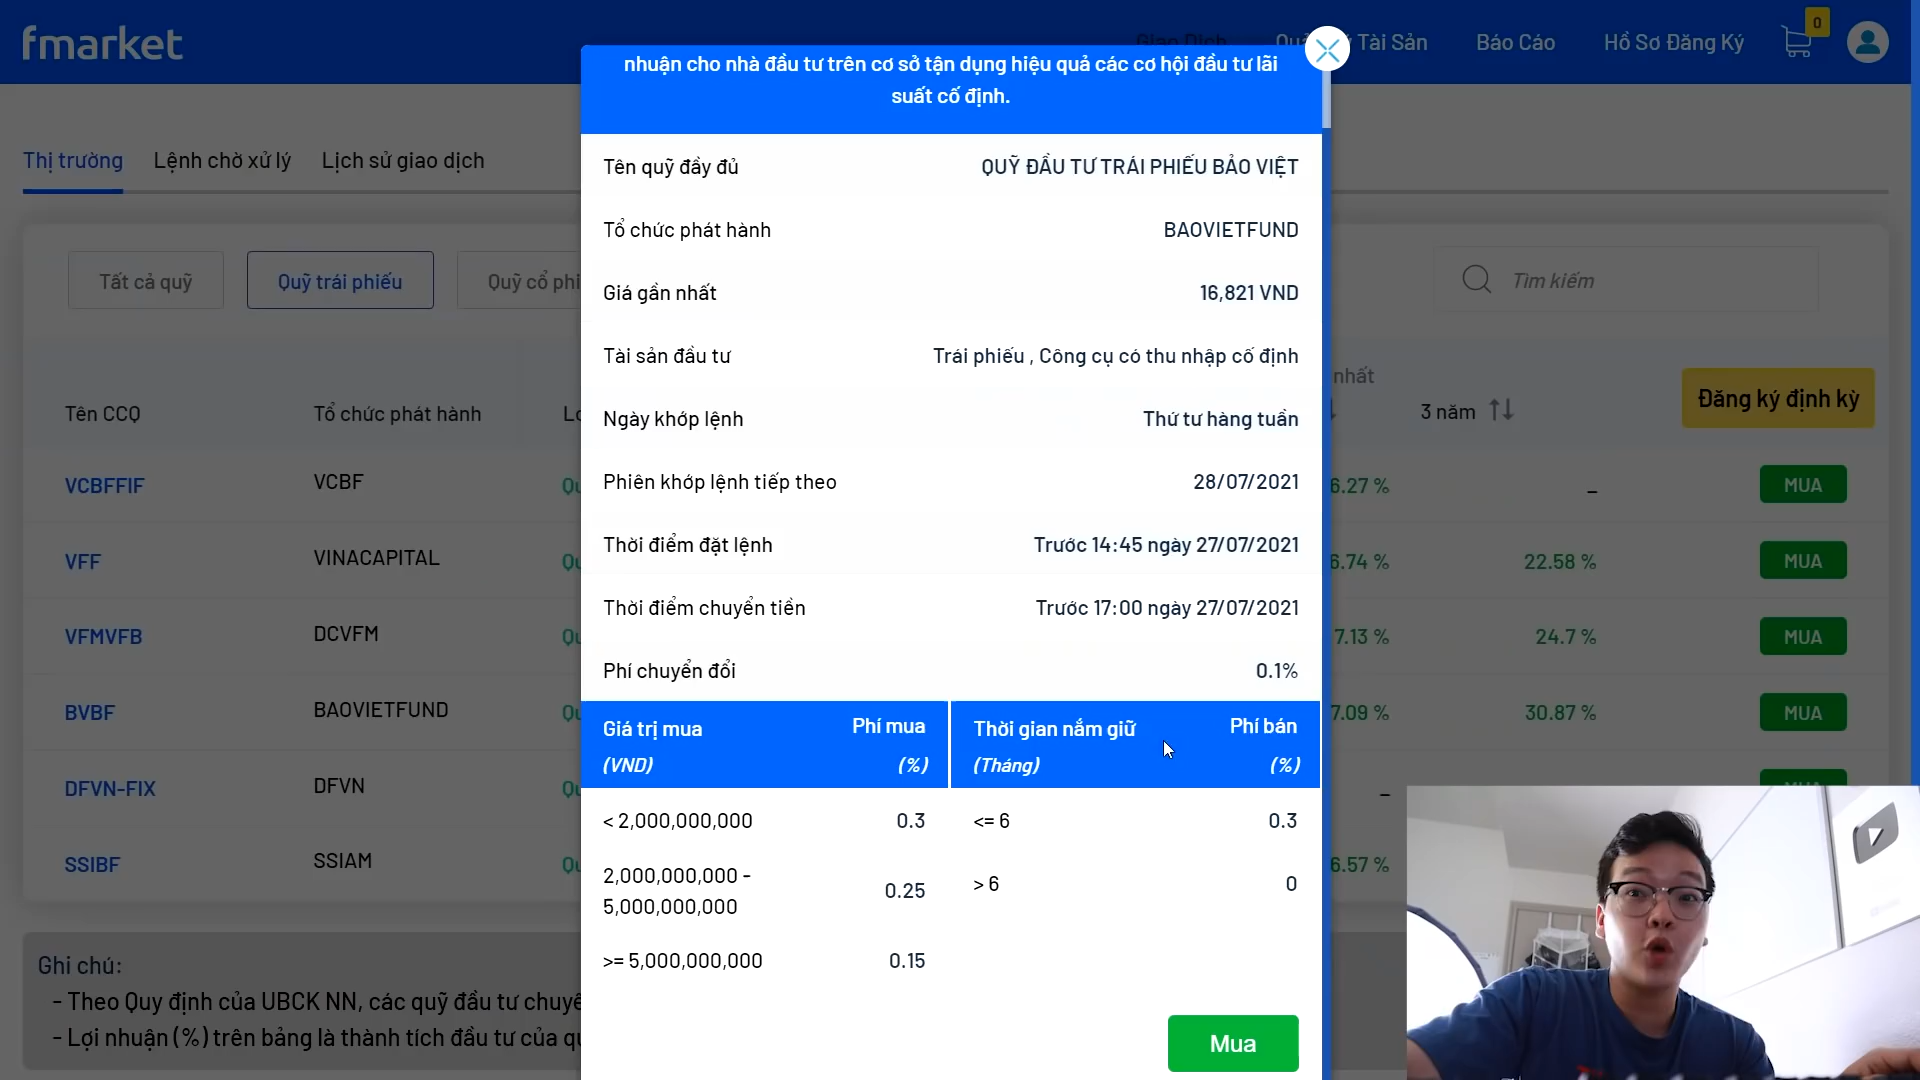 fmarket
Giao Dịch
Tài Sản
Báo Cáo
Hồ Sơ Đăng Ký
0
nhuận cho nhà đầu tư trên cơ sở tận dụng hiệu quả các cơ hội đầu tư lãi
suất cố định.
Thị trường
Lệnh chờ xử lý
Lịch sử giao dịch
Tất cả quỹ
Quỹ trái phiếu
Quỹ cổ phi
Tìm kiếm
Tên quỹ đầy đủ
QUỸ ĐẦU TƯ TRÁI PHIẾU BẢO VIỆT
Tổ chức phát hành
BAOVIETFUND
Giá gần nhất
16,821 VND
Tài sản đầu tư
Trái phiếu , Công cụ có thu nhập cố định
Ngày khớp lệnh
Thứ tư hàng tuần
Phiên khớp lệnh tiếp theo
28/07/2021
Thời điểm đặt lệnh
Trước 14:45 ngày 27/07/2021
Thời điểm chuyển tiền
Trước 17:00 ngày 27/07/2021
Phí chuyển đổi
0.1%
Giá trị mua
(VND)
Phí mua
(%)
Thời gian nắm giữ
(Tháng)
Phí bán
(%)
< 2,000,000,000
0.3
<= 6
0.3
2,000,000,000 -
5,000,000,000
0.25
> 6
0
>= 5,000,000,000
0.15
Mua
nhất
Tên CCQ
Tổ chức phát hành
3 năm
Đăng ký định kỳ
VCBFFIF
VCBF
6.27 %
–
MUA
VFF
VINACAPITAL
6.74 %
22.58 %
MUA
VFMVFB
DCVFM
7.13 %
24.7 %
MUA
BVBF
BAOVIETFUND
7.09 %
30.87 %
MUA
DFVN-FIX
DFVN
–
SSIBF
SSIAM
6.57 %
Ghi chú:
- Theo Quy định của UBCK NN, các quỹ đầu tư chuyê
- Lợi nhuận (%) trên bảng là thành tích đầu tư của qu